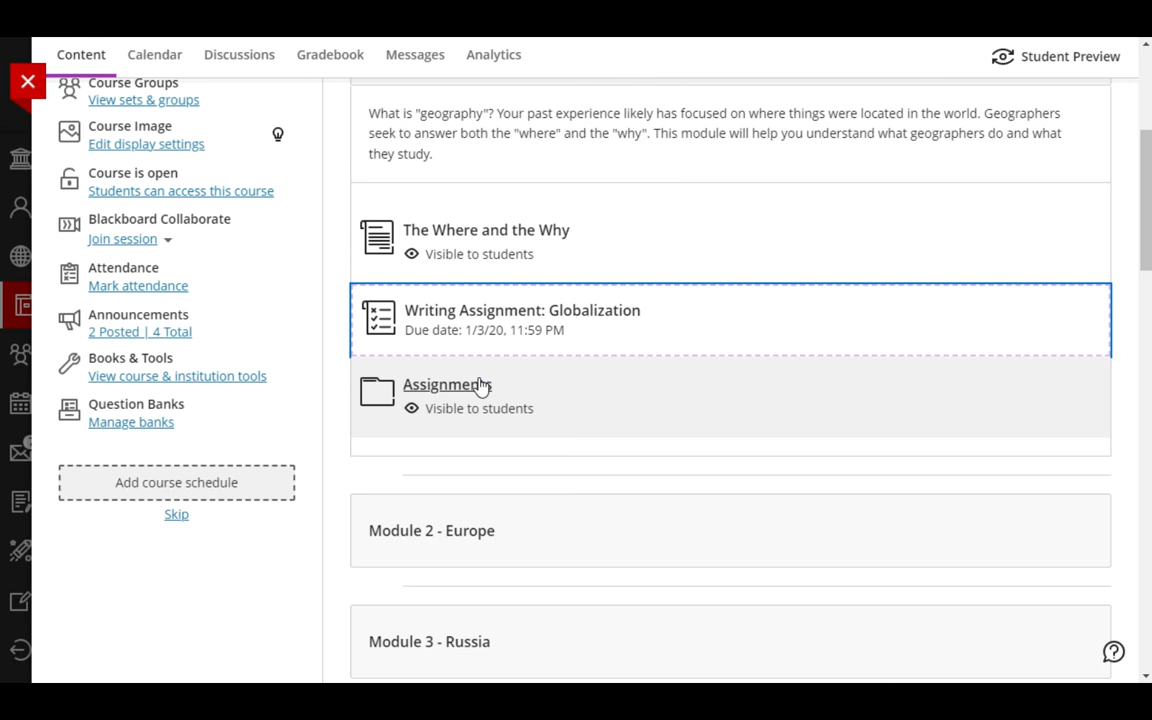 Content Calendar Discussions Gradebook Messages Analytics
Student Preview
Course Groups
View sets & groups
Course Image
Edit display settings
Course is open
Students can access this course
Blackboard Collaborate
Join session
Attendance
Mark attendance
Announcements
2 Posted | 4 Total
Books & Tools
View course & institution tools
Question Banks
Manage banks
Add course schedule
Skip
What is "geography"? Your past experience likely has focused on where things were located in the world. Geographers
seek to answer both the "where" and the "why". This module will help you understand what geographers do and what
they study.
The Where and the Why
Visible to students
Writing Assignment: Globalization
Due date: 1/3/20, 11:59 PM
Assignments
Visible to students
Module 2 - Europe
Module 3 - Russia